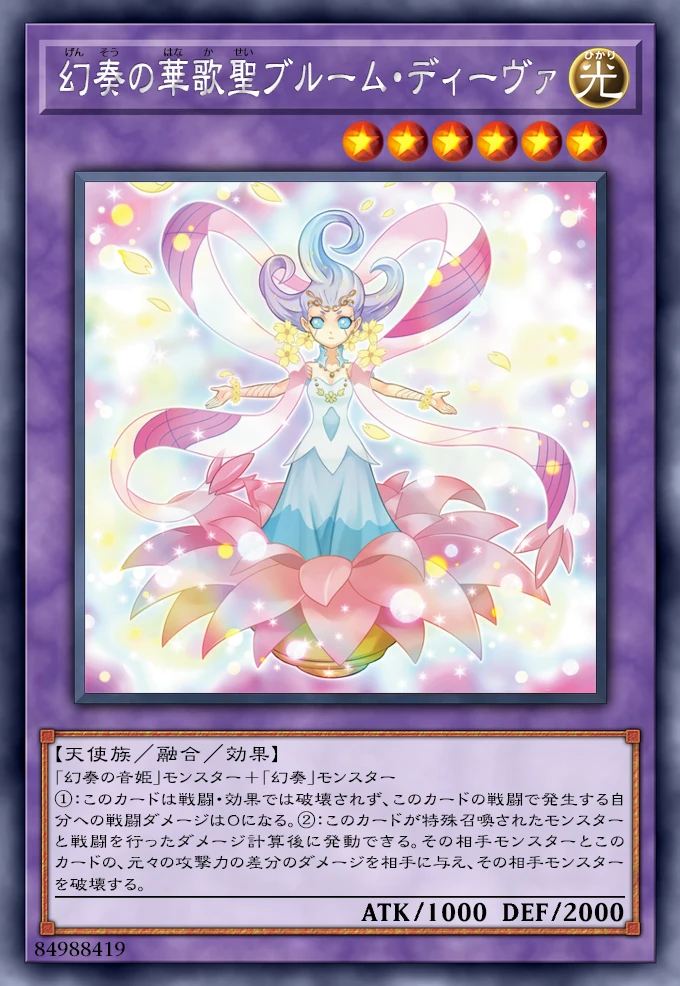 げん そう はな か せい
幻奏の華歌聖ブルーム・ディーヴァ
ひかり
光
【天使族／融合／効果】
「幻奏の音姫」モンスター＋「幻奏」モンスター
①：このカードは戦闘・効果では破壊されず、このカードの戦闘で発生する自
分への戦闘ダメージは０になる。②：このカードが特殊召喚されたモンスター
と戦闘を行ったダメージ計算後に発動できる。その相手モンスターとこの
カードの、元々の攻撃力の差分のダメージを相手に与え、その相手モンスター
を破壊する。
ATK/1000 DEF/2000
84988419